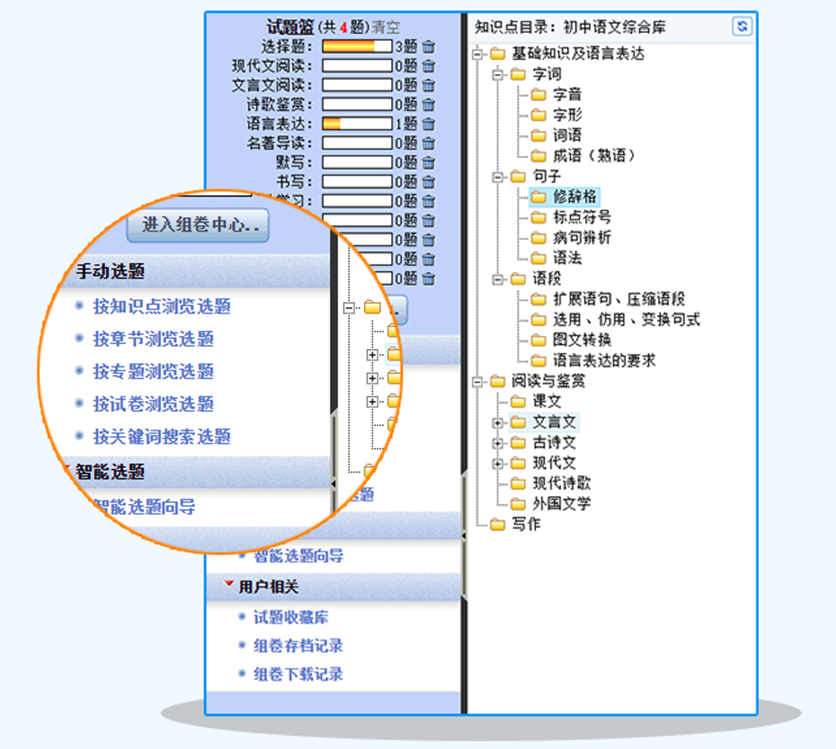 试题篮(共 4 题)清空
选择题： 3题
现代文阅读： 0题
文言文阅读： 0题
诗歌鉴赏： 0题
语言表达： 1题
名著导读： 0题
默写： 0题
书写： 0题
学习： 0题
0题
0题
0题
0题
进入组卷中心..
手动选题
按知识点浏览选题
按章节浏览选题
按专题浏览选题
按试卷浏览选题
按关键词搜索选题
智能选题
智能选题向导
选题
智能选题向导
用户相关
试题收藏库
组卷存档记录
组卷下载记录
知识点目录：初中语文综合库
基础知识及语言表达
字词
字音
字形
词语
成语（熟语）
句子
修辞格
标点符号
病句辨析
语法
语段
扩展语句、压缩语段
选用、仿用、变换句式
图文转换
语言表达的要求
阅读与鉴赏
课文
文言文
古诗文
现代文
现代诗歌
外国文学
写作